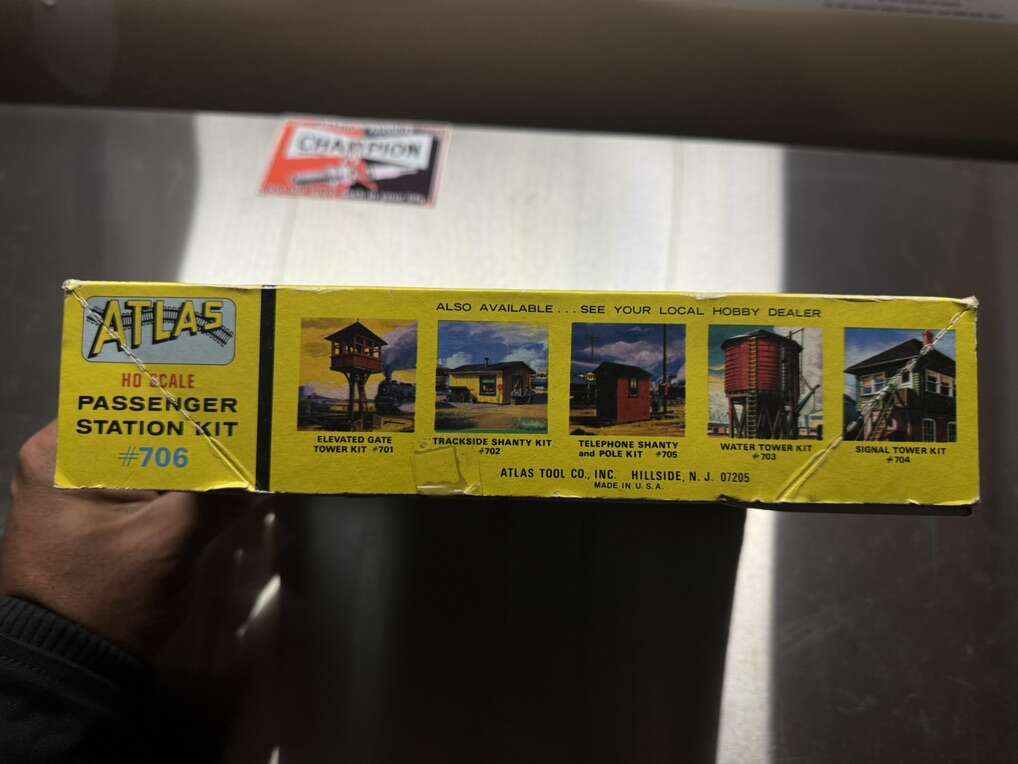 CHAMPION
ATLAS
HO SCALE
PASSENGER
STATION KIT
#706
ALSO AVAILABLE . . . SEE YOUR LOCAL HOBBY DEALER
ELEVATED GATE
TOWER KIT #701
TRACKSIDE SHANTY KIT
#702
TELEPHONE SHANTY
and POLE KIT #705
WATER TOWER KIT
#703
SIGNAL TOWER KIT
#704
ATLAS TOOL CO., INC. HILLSIDE, N. J. 07205
MADE IN U. S. A.